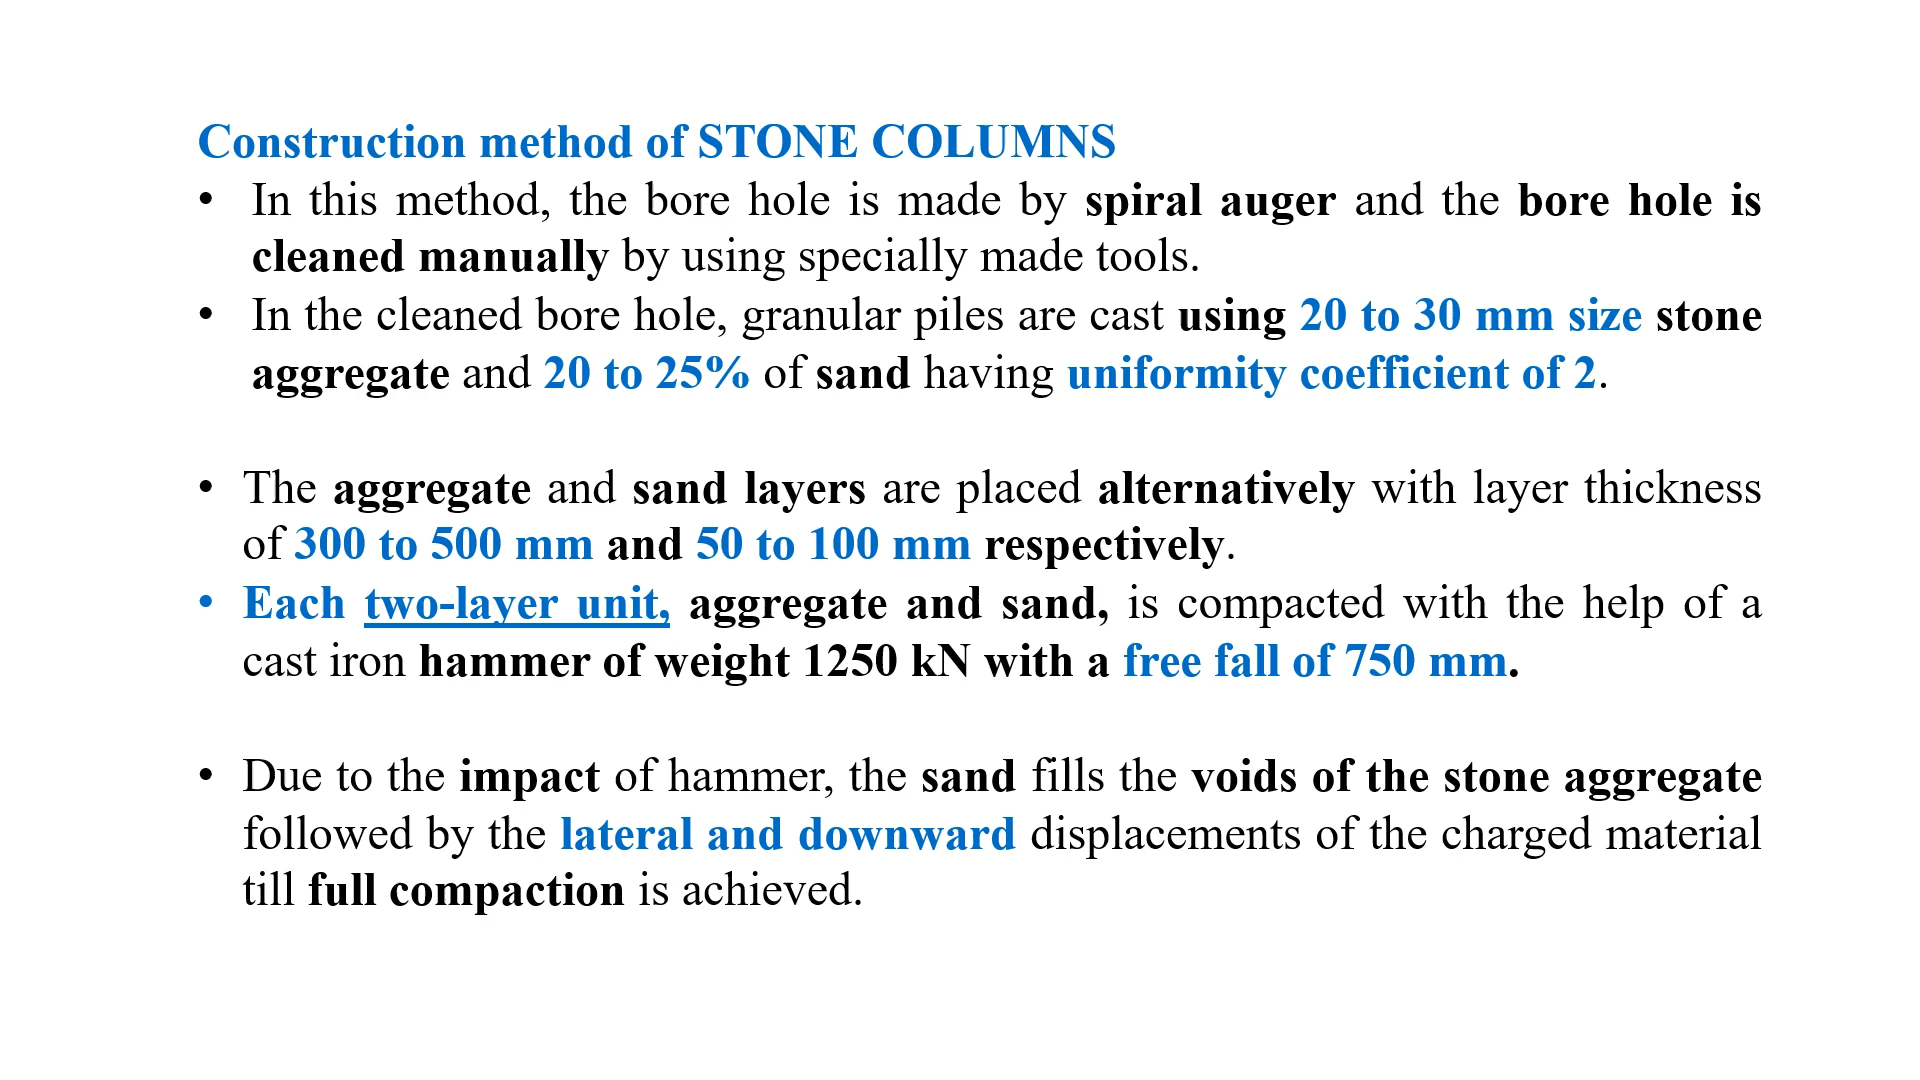 Construction method of STONE COLUMNS
• In this method, the bore hole is made by spiral auger and the bore hole is
cleaned manually by using specially made tools.
• In the cleaned bore hole, granular piles are cast using 20 to 30 mm size stone
aggregate and 20 to 25% of sand having uniformity coefficient of 2.
• The aggregate and sand layers are placed alternatively with layer thickness
of 300 to 500 mm and 50 to 100 mm respectively.
• Each two-layer unit, aggregate and sand, is compacted with the help of a
cast iron hammer of weight 1250 kN with a free fall of 750 mm.
• Due to the impact of hammer, the sand fills the voids of the stone aggregate
followed by the lateral and downward displacements of the charged material
till full compaction is achieved.